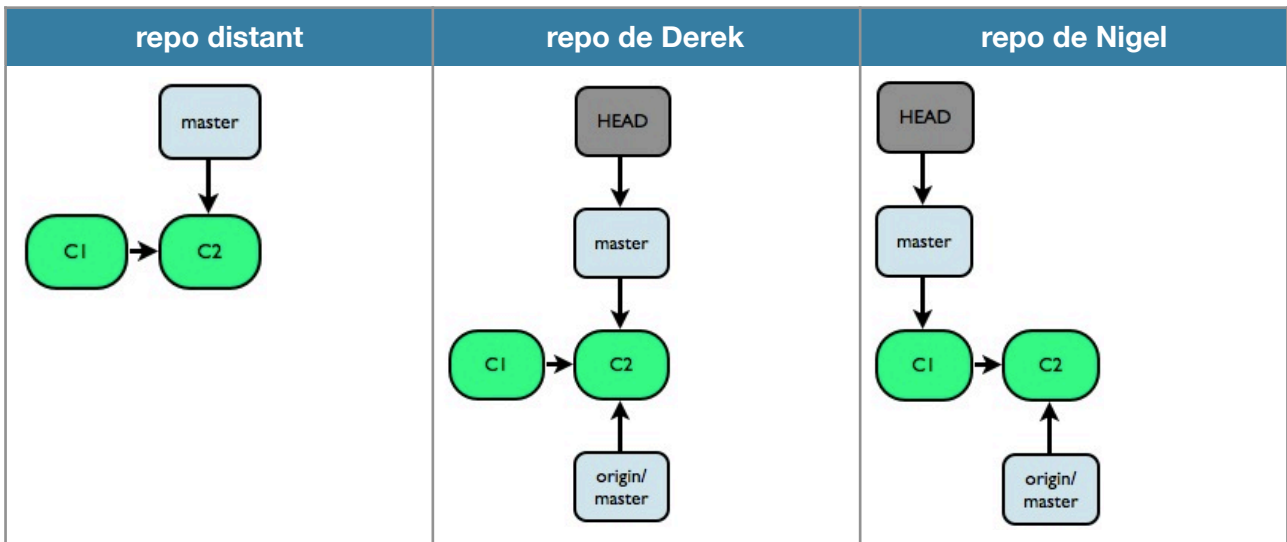 repo distant
repo de Derek
repo de Nigel
master
C1
C2
HEAD
master
C1
C2
origin/
master
HEAD
master
C1
C2
origin/
master